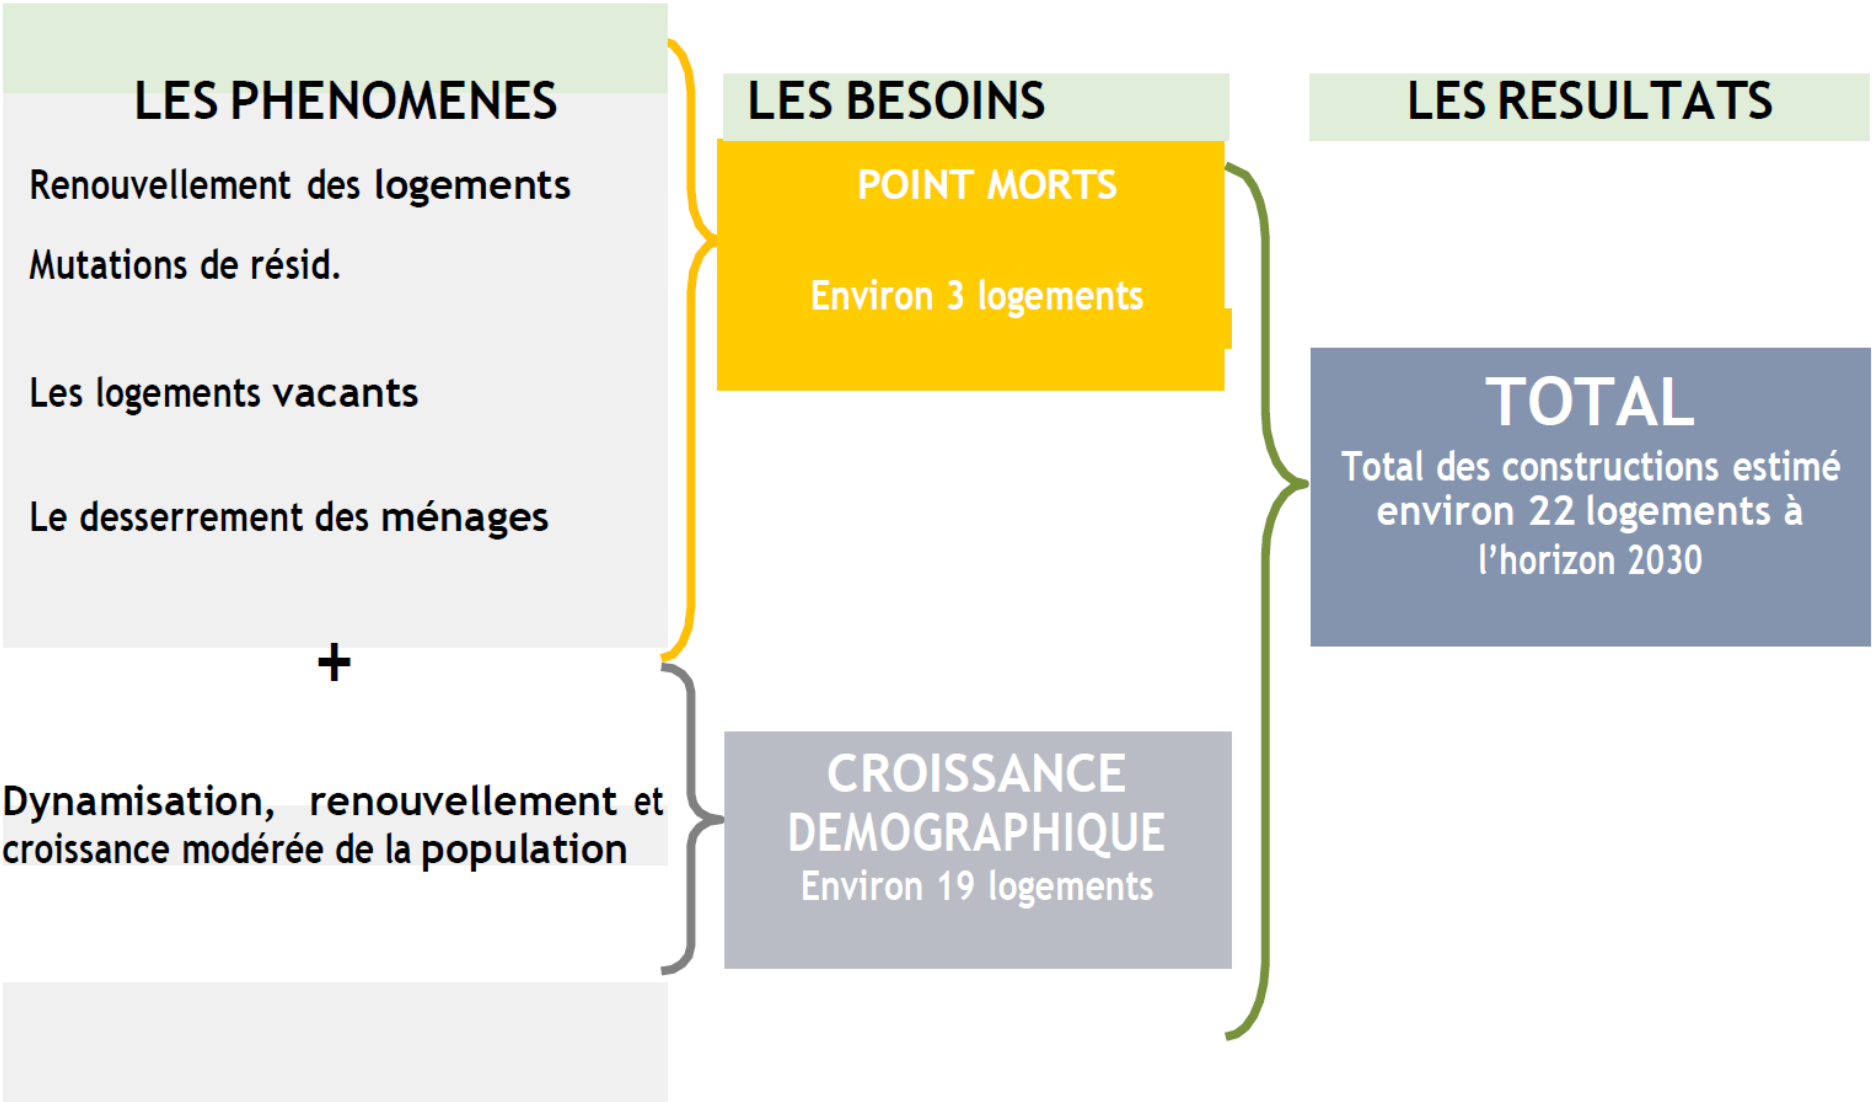 LES PHENOMENES
Renouvellement des logements
Mutations de résid.
Les logements vacants
Le desserrement des ménages
+
Dynamisation, renouvellement et
croissance modérée de la population
LES BESOINS
POINT MORTS
Environ 3 logements
CROISSANCE
DEMOGRAPHIQUE
Environ 19 logements
LES RESULTATS
TOTAL
Total des constructions estimé
environ 22 logements à
l’horizon 2030